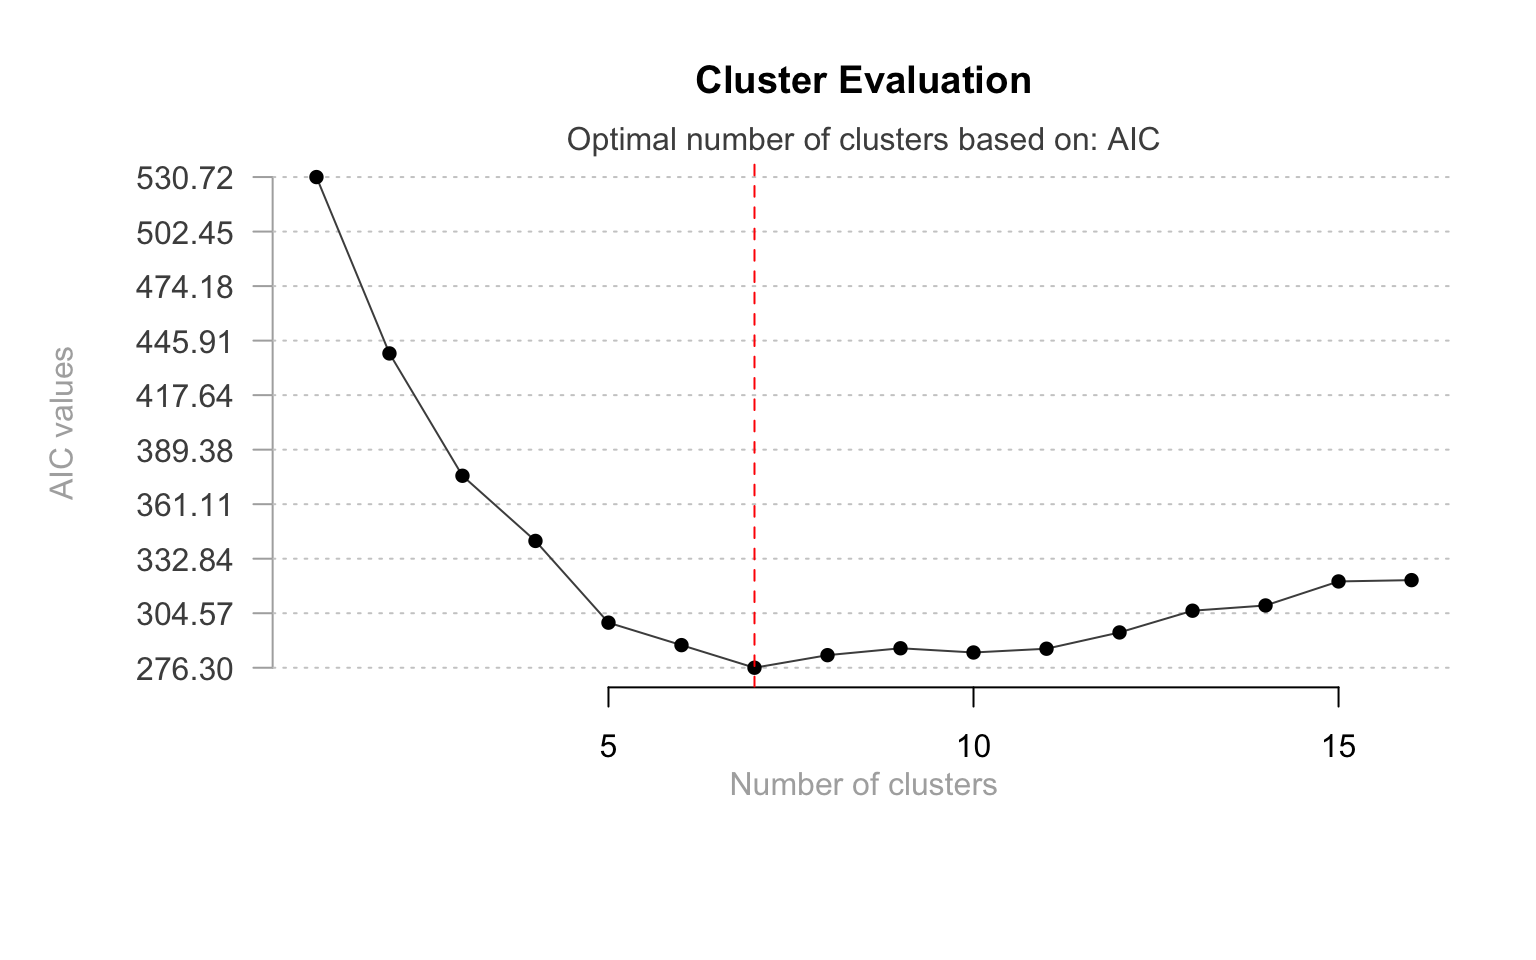 Cluster Evaluation
Optimal number of clusters based on: AIC
530.72
502.45
474.18
445.91
417.64
389.38
361.11
332.84
304.57
276.30
AIC values
5 10 15
Number of clusters